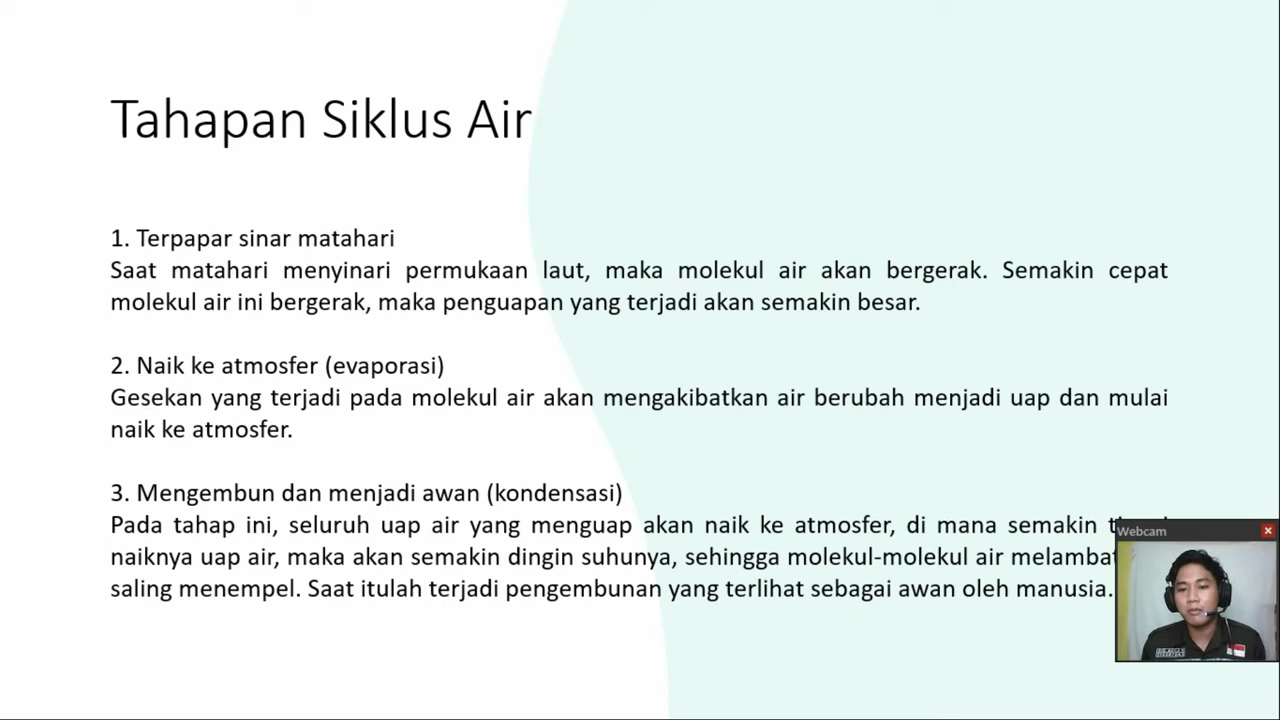 Tahapan Siklus Air
1. Terpapar sinar matahari
Saat matahari menyinari permukaan laut, maka molekul air akan bergerak. Semakin cepat
molekul air ini bergerak, maka penguapan yang terjadi akan semakin besar.
2. Naik ke atmosfer (evaporasi)
Gesekan yang terjadi pada molekul air akan mengakibatkan air berubah menjadi uap dan mulai
naik ke atmosfer.
3. Mengembun dan menjadi awan (kondensasi)
Pada tahap ini, seluruh uap air yang menguap akan naik ke atmosfer, di mana semakin
naiknya uap air, maka akan semakin dingin suhunya, sehingga molekul-molekul air melambat
saling menempel. Saat itulah terjadi pengembunan yang terlihat sebagai awan oleh manusia.
Webcam